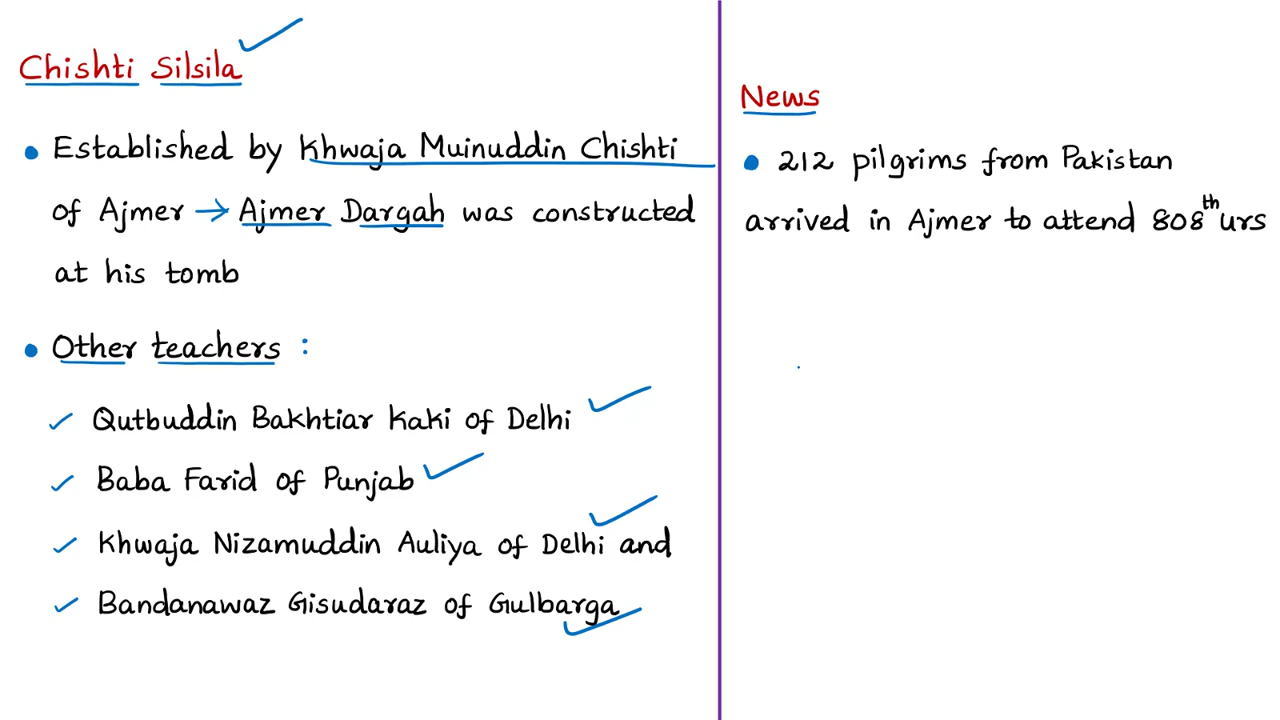 Chishti Silsila
• Established by Khwaja Muinuddin Chishti
of Ajmer → Ajmer Dargah was constructed
at his tomb
• Other teachers :
✓ Qutbuddin Bakhtiar Kaki of Delhi
✓ Baba Farid of Punjab
✓ Khwaja Nizamuddin Auliya of Delhi and
✓ Bandanawaz Gisudaraz of Gulbarga
News
• 212 pilgrims from Pakistan
arrived in Ajmer to attend 808th urs